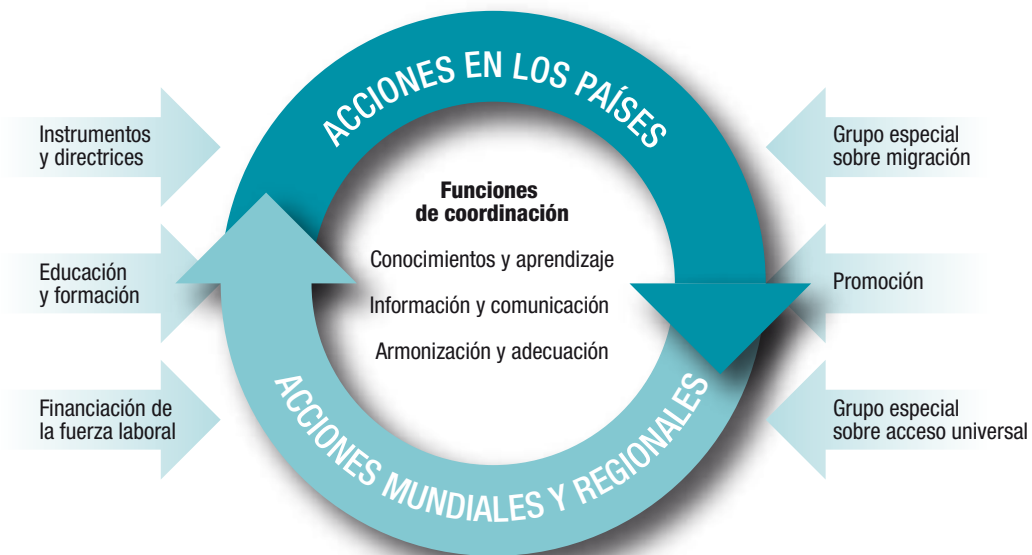 ACCIONES EN LOS PAÍSES
Instrumentos
y directrices
Educación
y formación
Financiación de
la fuerza laboral
Funciones
de coordinación
Conocimientos y aprendizaje
Información y comunicación
Armonización y adecuación
Grupo especial
sobre migración
Promoción
Grupo especial
sobre acceso universal
ACCIONES MUNDIALES Y REGIONALES